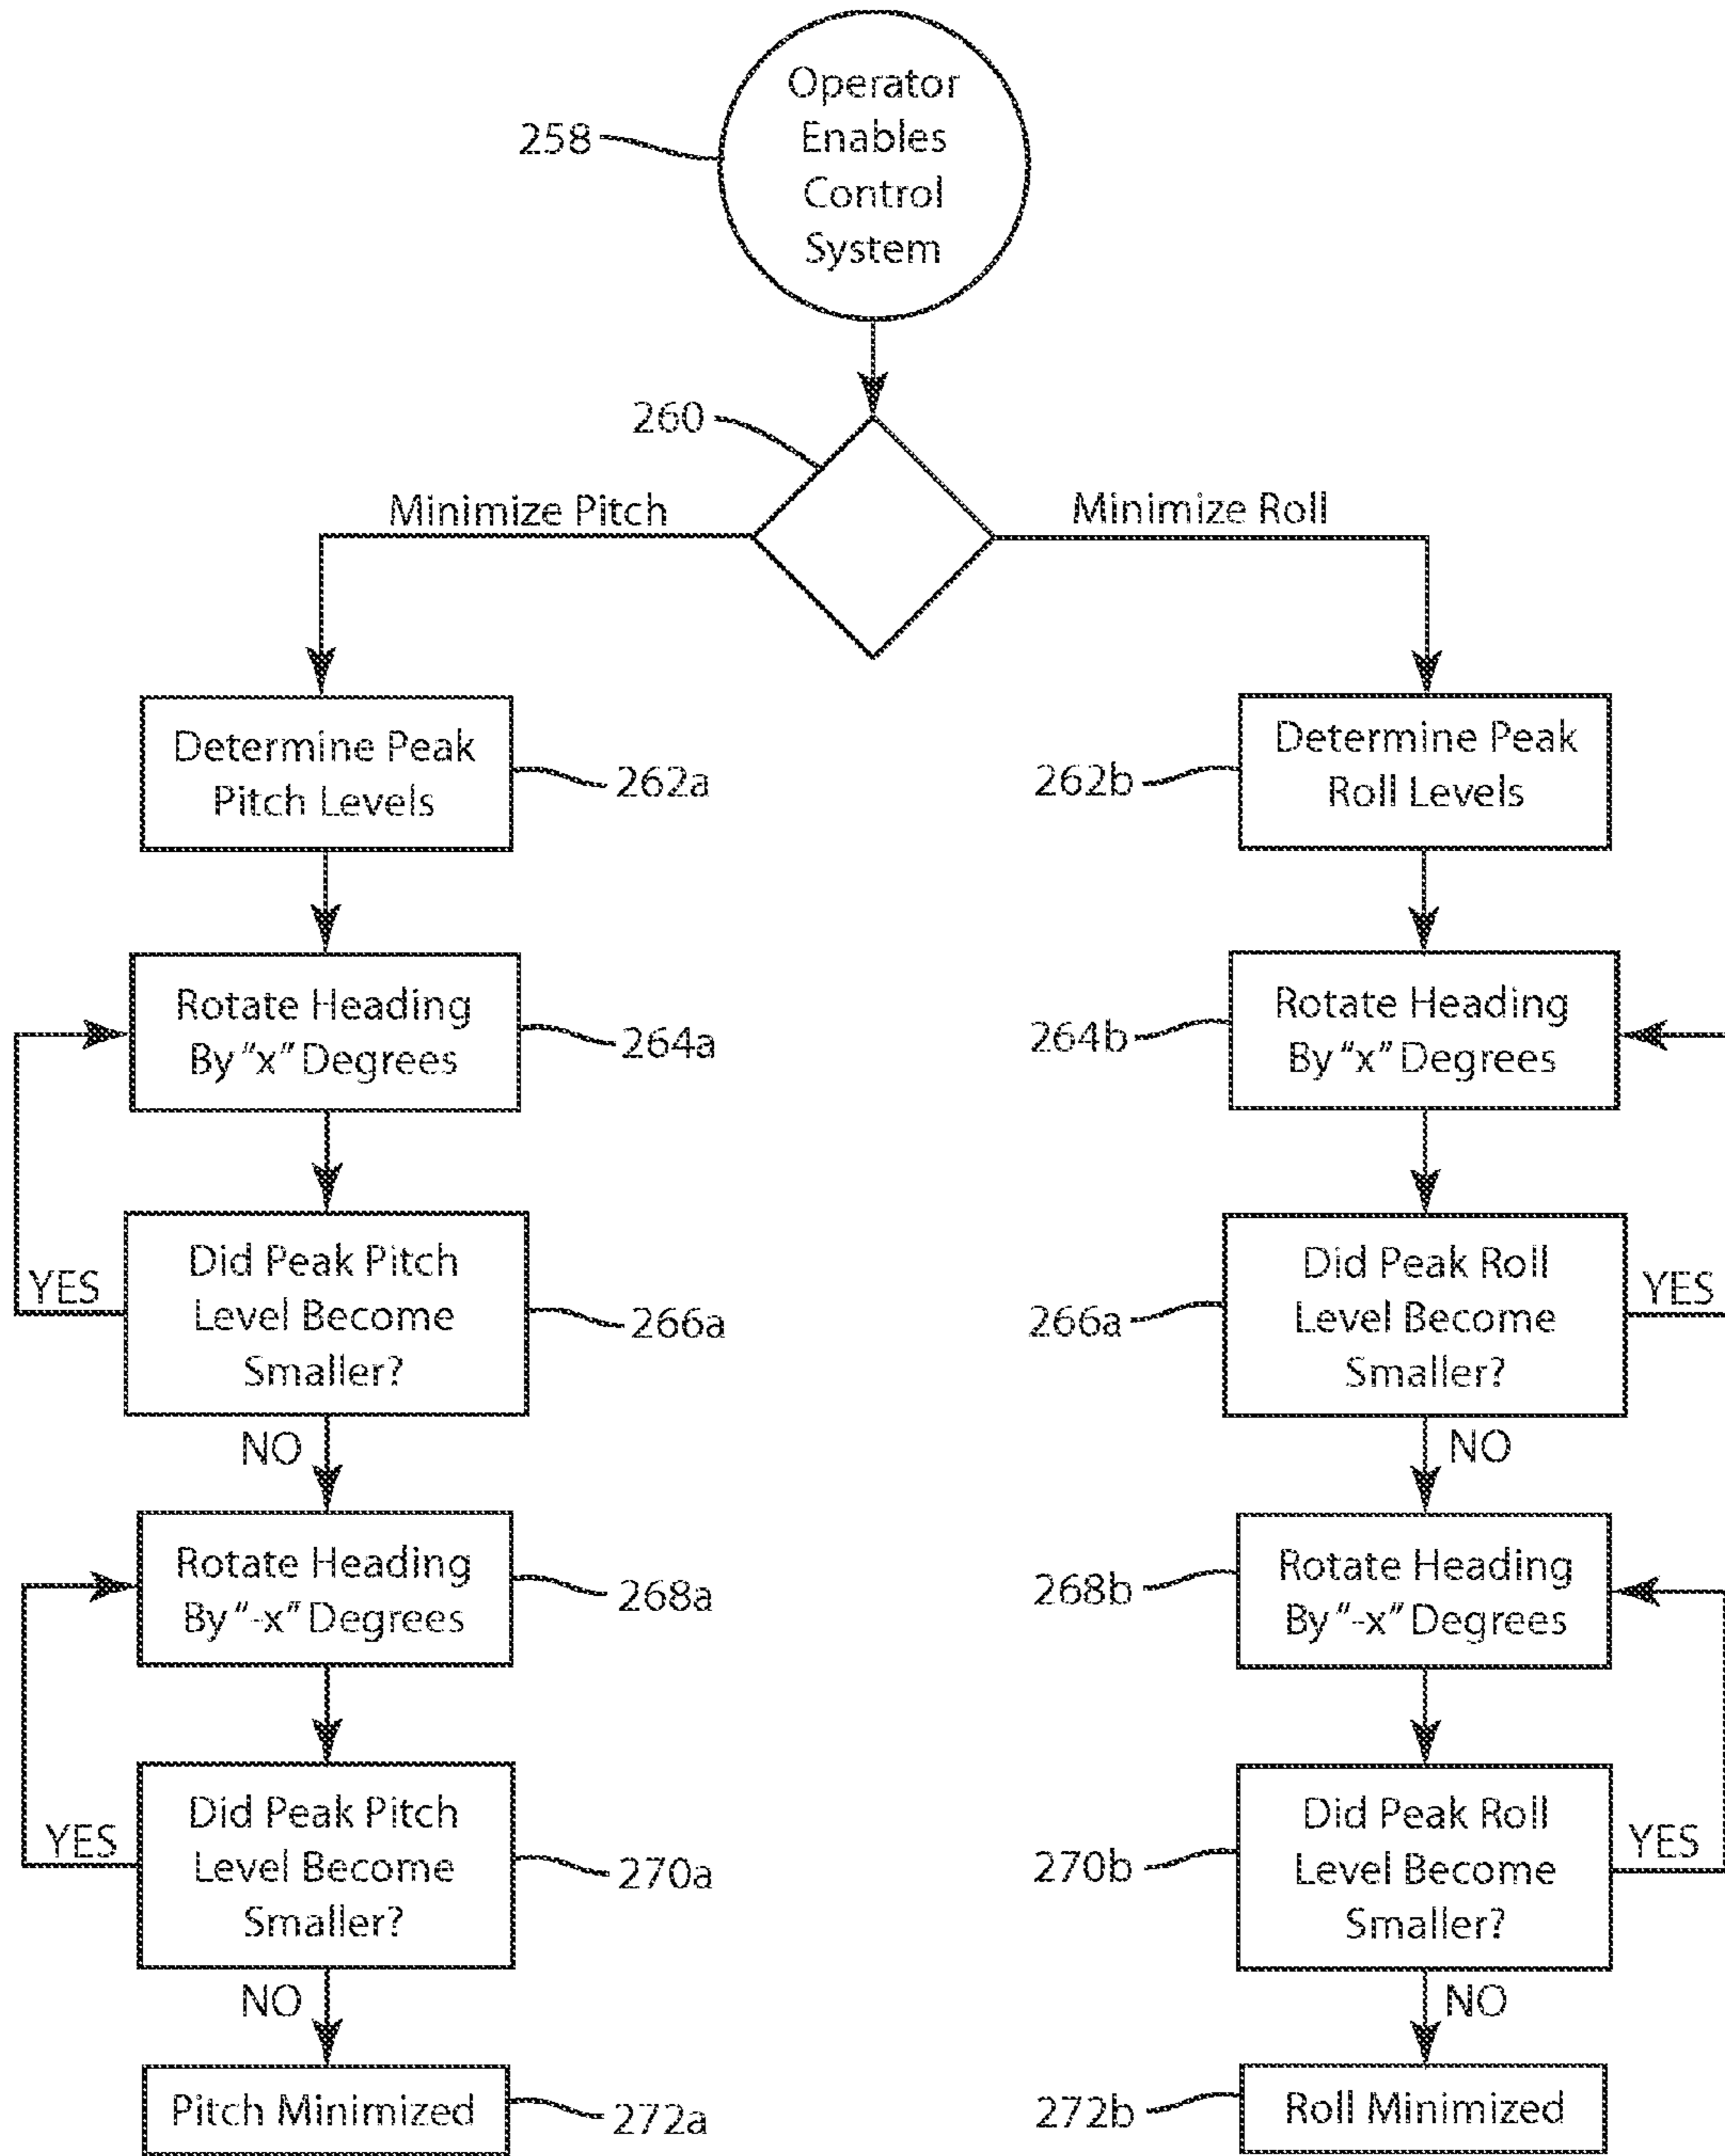 Operator
Enables
Control
System
258
260
Minimize Pitch
Minimize Roll
Determine Peak
Pitch Levels
262a
262b
Determine Peak
Roll Levels
Rotate Heading
By "x" Degrees
264a
264b
Rotate Heading
By "x" Degrees
YES
Did Peak Pitch
Level Become
Smaller?
266a
266a
Did Peak Roll
Level Become
Smaller?
YES
NO
NO
Rotate Heading
By "-x" Degrees
268a
268b
Rotate Heading
By "-x" Degrees
YES
Did Peak Pitch
Level Become
Smaller?
270a
270b
Did Peak Roll
Level Become
Smaller?
YES
NO
NO
Pitch Minimized
272a
272b
Roll Minimized